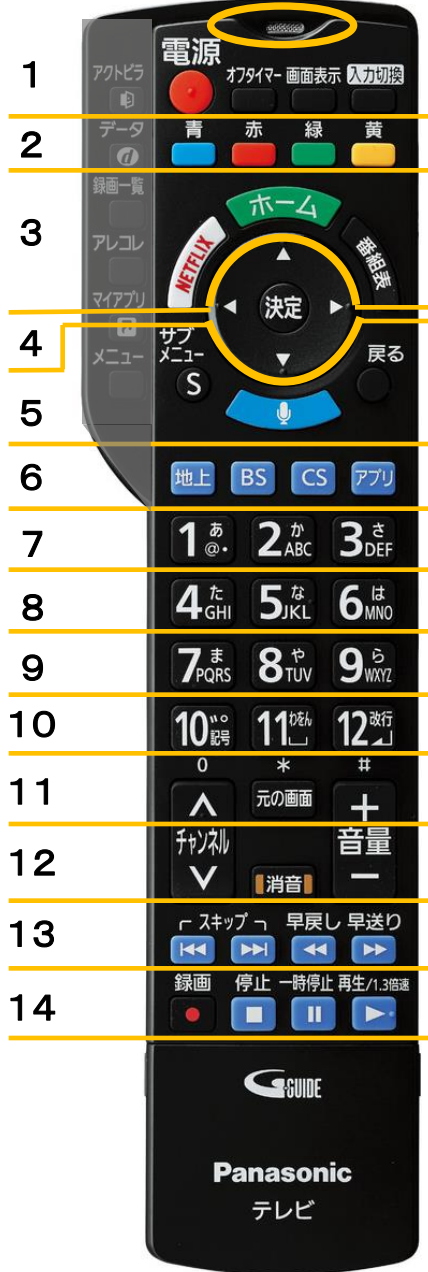 電源
1
アクトビラ
オフタイマー 画面表示 入力切換
データ
青 赤 緑 黄
2
録画一覧
ホーム
3
アレコレ
NETFLIX
番組表
マイアプリ
決定
4
サブ
メニュー
メニュー
戻る
S
5
6
地上 BS CS アプリ
7
1 あ @. 2 か ABC 3 さ DEF
8
4 た GHI 5 な JKL 6 は MNO
9
7 ま PQRS 8 や TUV 9 ら WXYZ
10
10 ゛゜ 記号 11 わをん 12 改行
0 * #
11
元の画面
+
チャンネル
音量
12
消音
-
13
スキップ 早戻し 早送り
録画 停止 一時停止 再生/1.3倍速
14
G-GUIDE
Panasonic
テレビ